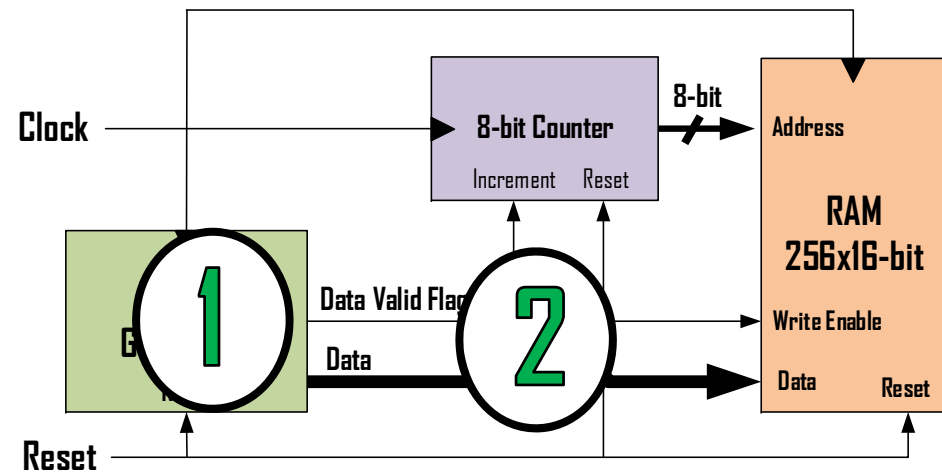 8-bit
Clock
8-bit Counter
Address
Increment Reset
RAM
256x16-bit
1
2
Data Valid Flag
Write Enable
Data
Data
Reset
Reset